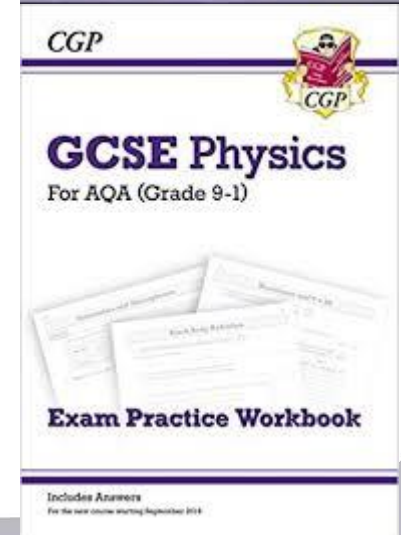 CGP
CGP
GCSE Physics
For AQA (Grade 9-1)
Exam Practice Workbook
Includes Answers
For the new course starting September